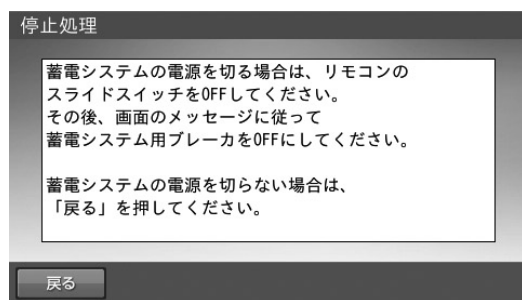 停止処理
蓄電システムの電源を切る場合は、リモコンの
スライドスイッチをOFFしてください。
その後、画面のメッセージに従って
蓄電システム用ブレーカをOFFにしてください。
蓄電システムの電源を切らない場合は、
「戻る」を押してください。
戻る